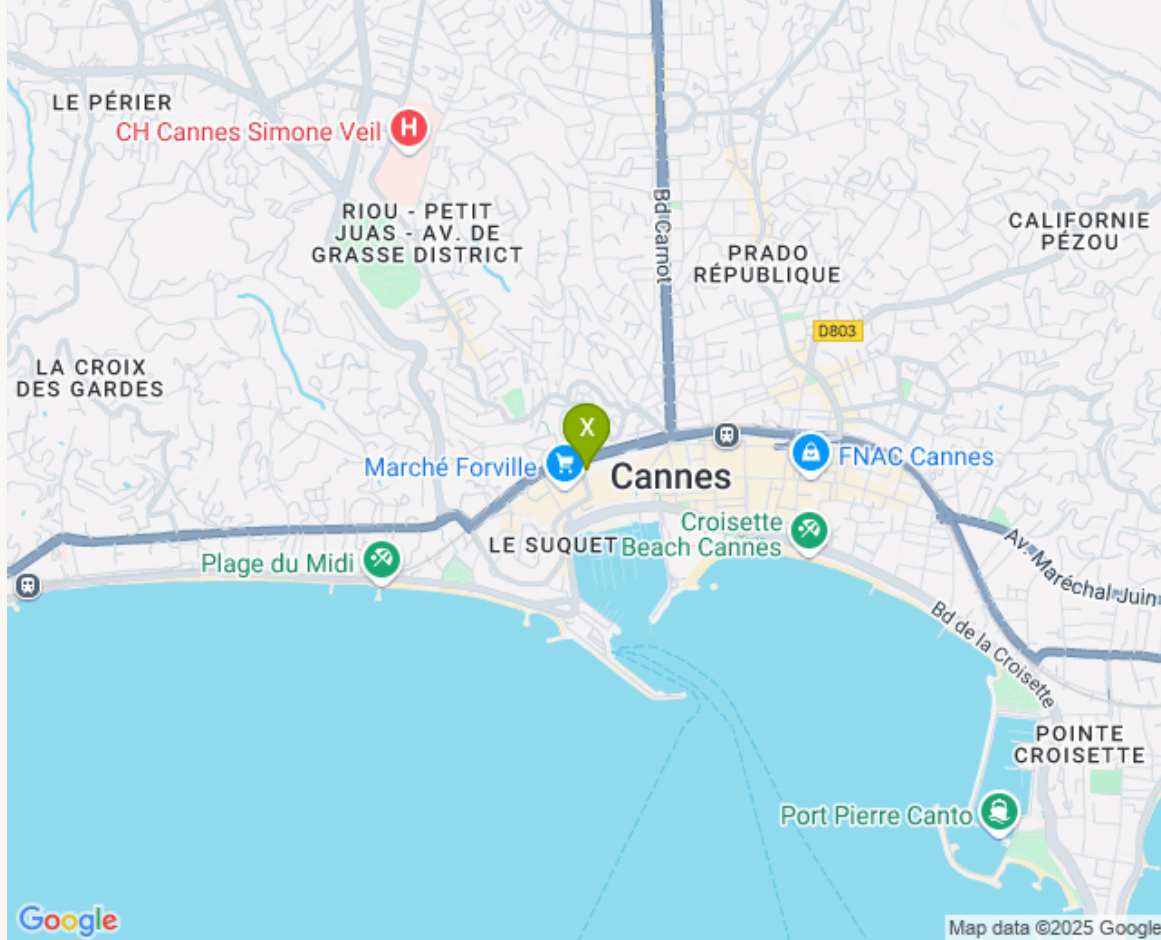 LE PÉRIER
CH Cannes Simone Veil
H
RIOU - PETIT
JUAS - AV. DE
GRASSE DISTRICT
Bd Carnot
PRADO
RÉPUBLIQUE
CALIFORNIE
PÉZOU
D803
LA CROIX
DES GARDES
X
Marché Forville
Cannes
FNAC Cannes
LE SUQUET
Croisette
Beach Cannes
Plage du Midi
Av. Maréchal-Juin
Bd de la Croisette
POINTE
CROISETTE
Port Pierre Canto
Google
Map data ©2025 Google